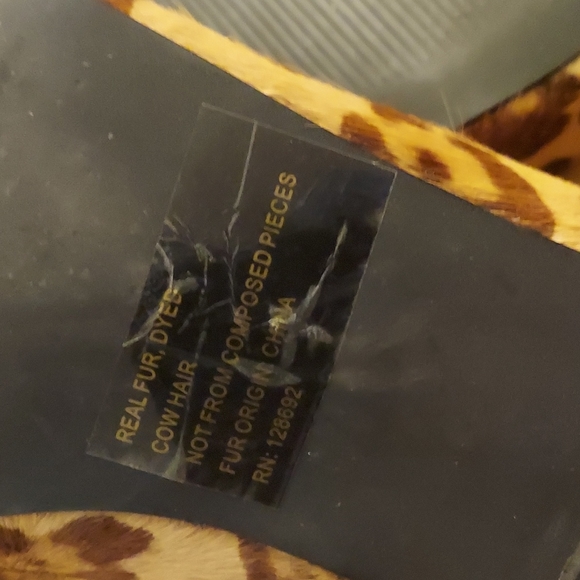 REAL FUR, DYED
COW HAIR
NOT FROM COMPOSED PIECES
FUR ORIGIN CHINA
RN: 128692